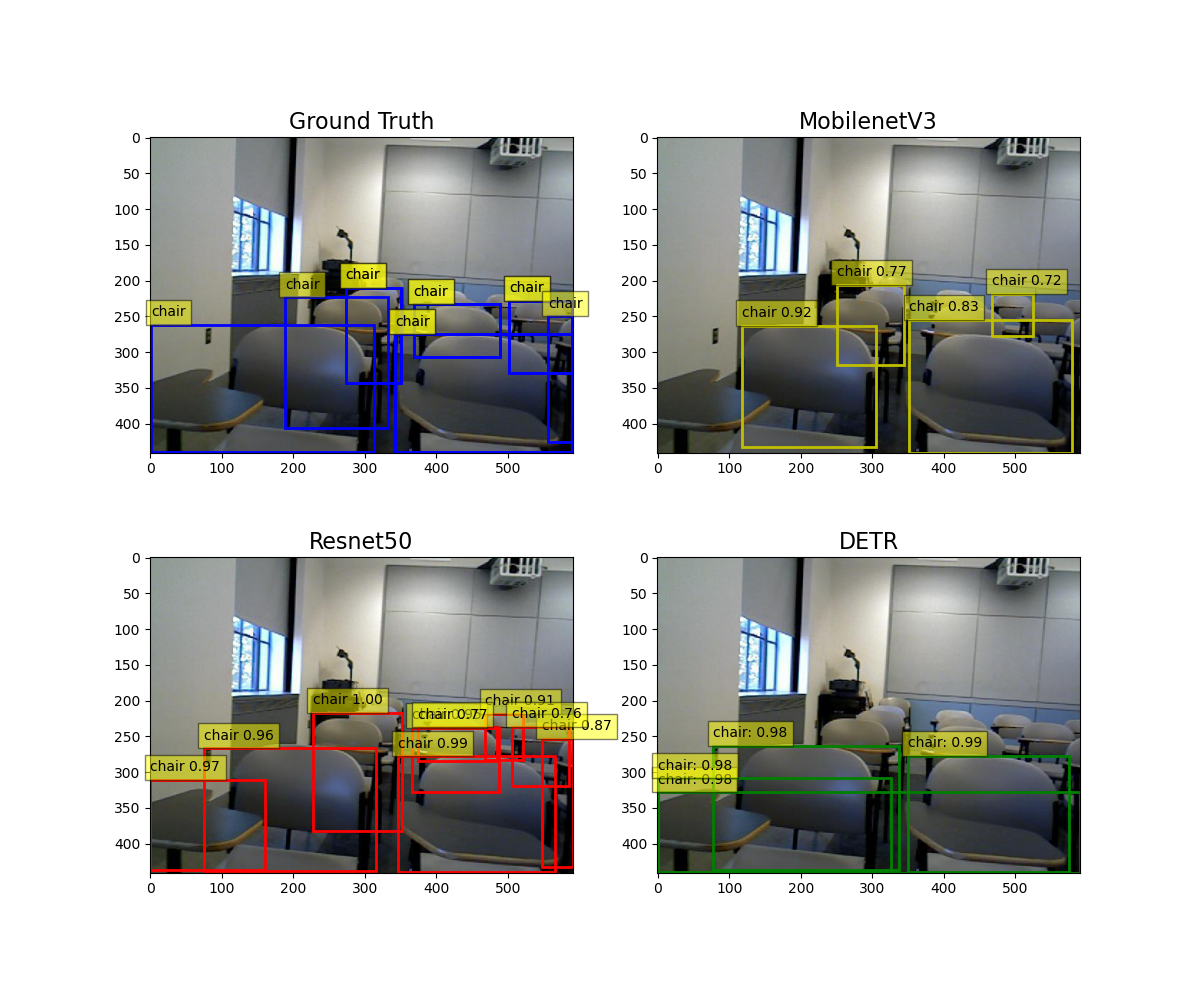 Ground Truth
0
50
100
150
200
250
300
350
400
0 100 200 300 400 500
chair
chair
chair
chair
chair
chair
chair
MobilenetV3
0
50
100
150
200
250
300
350
400
0 100 200 300 400 500
chair 0.77
chair 0.72
chair 0.92
chair 0.83
Resnet50
0
50
100
150
200
250
300
350
400
0 100 200 300 400 500
chair 1.00
chair 0.91
chair 0.77
chair 0.76
chair 0.87
chair 0.96
chair 0.99
chair 0.97
DETR
0
50
100
150
200
250
300
350
400
0 100 200 300 400 500
chair: 0.98
chair: 0.99
chair: 0.98
chair: 0.98